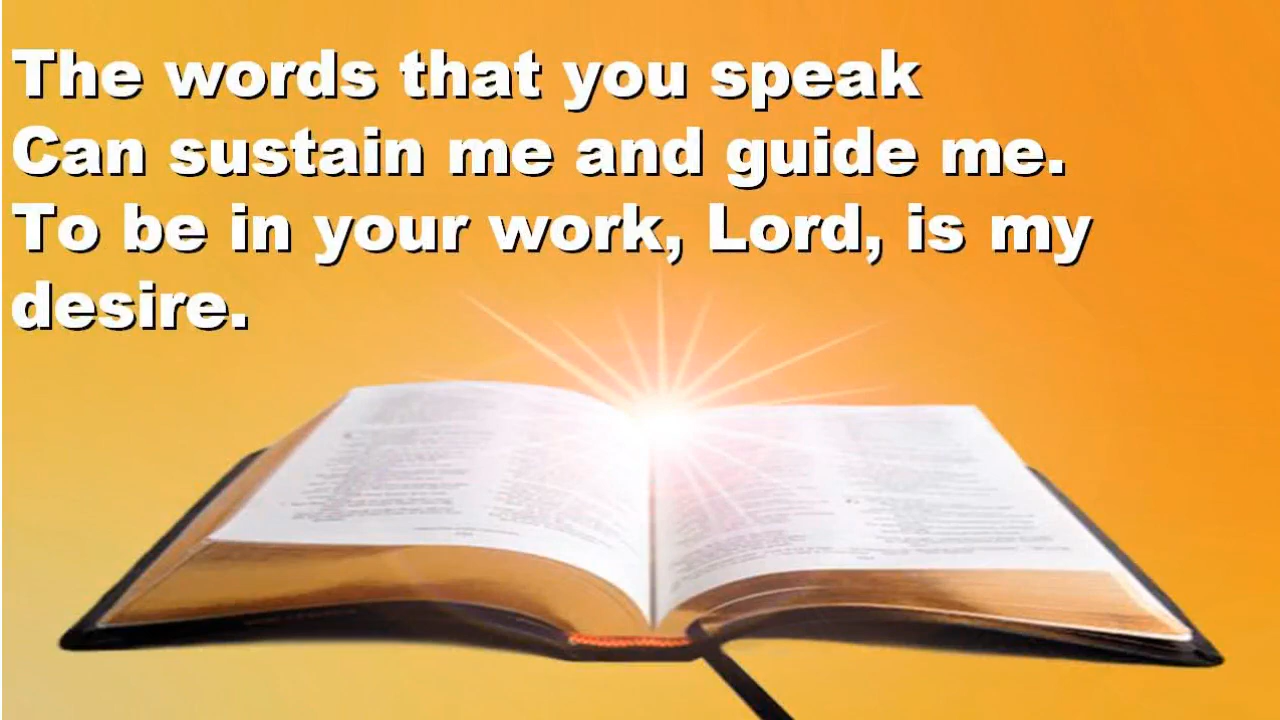 The words that you speak
Can sustain me and guide me.
To be in your work, Lord, is my
desire.